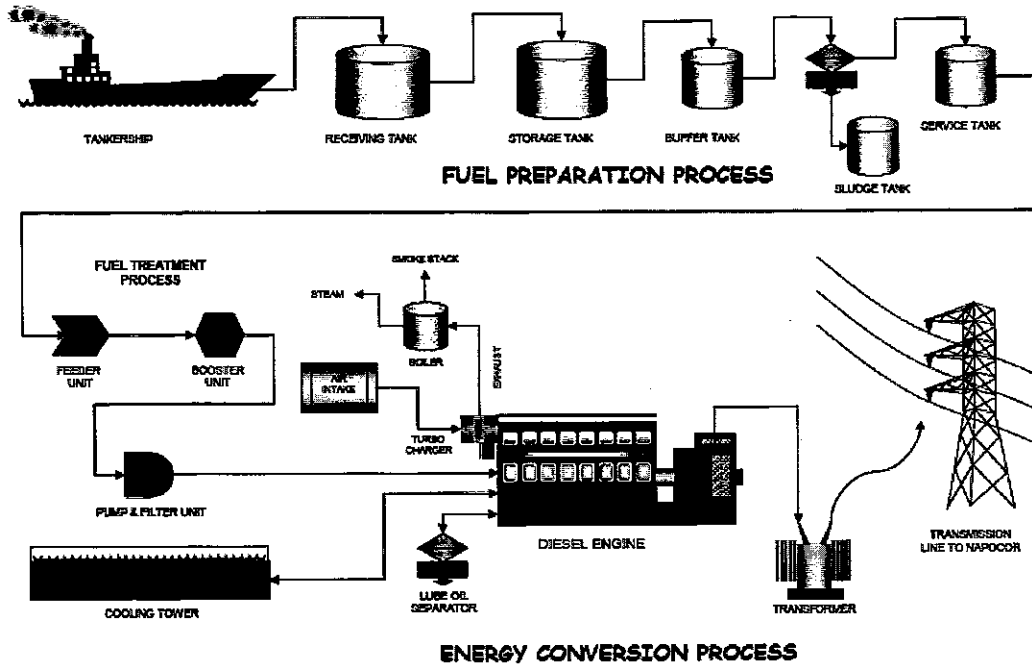 TANKERSHIP
RECEIVING TANK
STORAGE TANK
BUFFER TANK
SERVICE TANK
SLUDGE TANK
FUEL PREPARATION PROCESS
FUEL TREATMENT
PROCESS
SMOKE STACK
STEAM
BOILER
EXHAUST
FEEDER
UNIT
BOOSTER
UNIT
AIR
INTAKE
TURBO
CHARGER
PUMP & FILTER UNIT
DIESEL ENGINE
TRANSMISSION
LINE TO NAPOCOR
LUBE OIL
SEPARATOR
COOLING TOWER
TRANSFORMER
ENERGY CONVERSION PROCESS